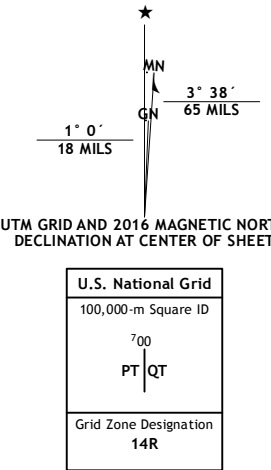 ★
MN
3° 38´
65 MILS
GN
1° 0´
18 MILS
UTM GRID AND 2016 MAGNETIC NORT
DECLINATION AT CENTER OF SHEET
U.S. National Grid
100,000-m Square ID
⁷00
PT QT
Grid Zone Designation
14R